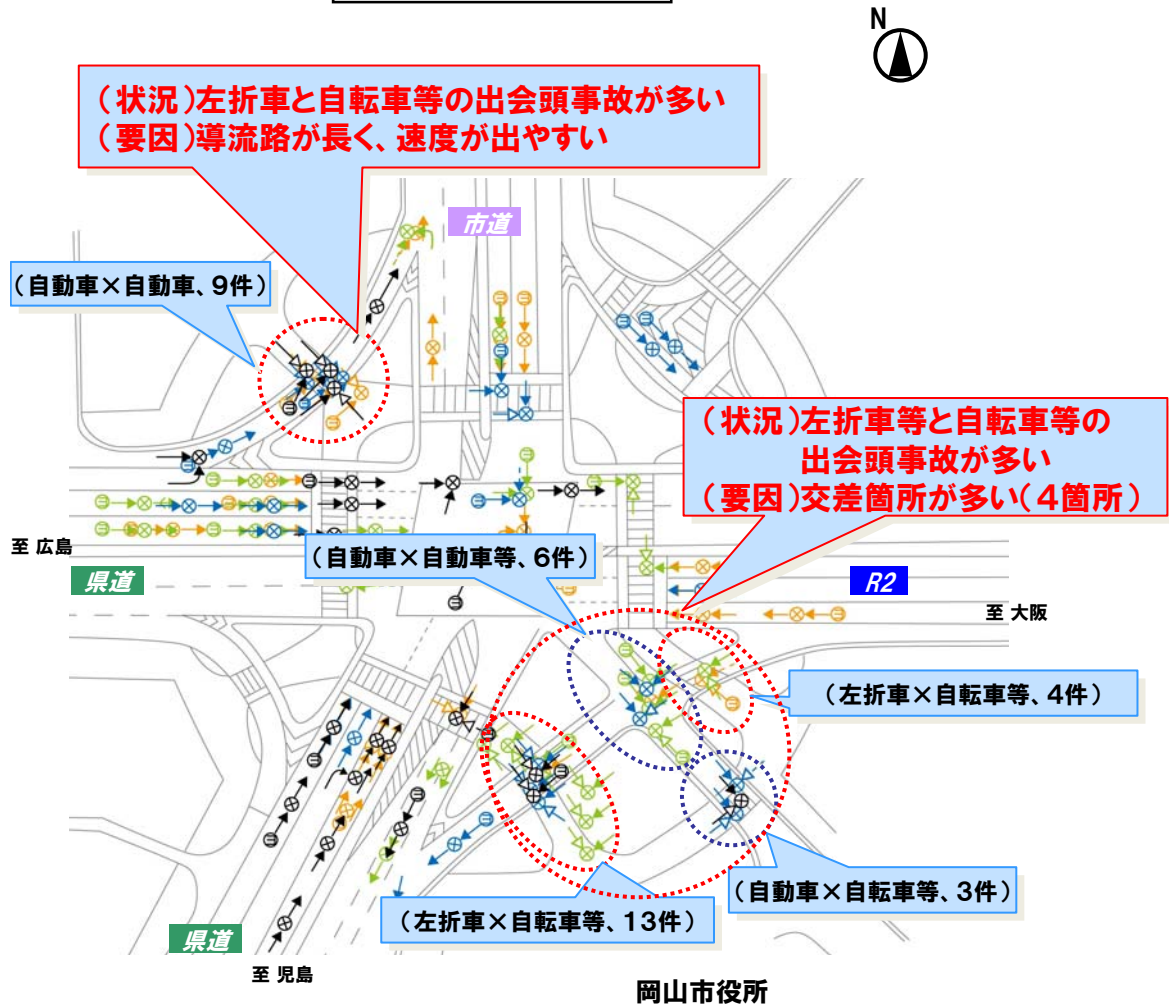 N
(状況)左折車と自転車等の出会頭事故が多い
(要因)導流路が長く、速度が出やすい
市道
(自動車×自動車、9件)
(状況)左折車等と自転車等の
出会頭事故が多い
(要因)交差箇所が多い(4箇所)
至 広島
(自動車×自動車等、6件)
県道
R2
至 大阪
(左折車×自転車等、4件)
(自動車×自転車等、3件)
(左折車×自転車等、13件)
県道
至 児島
岡山市役所